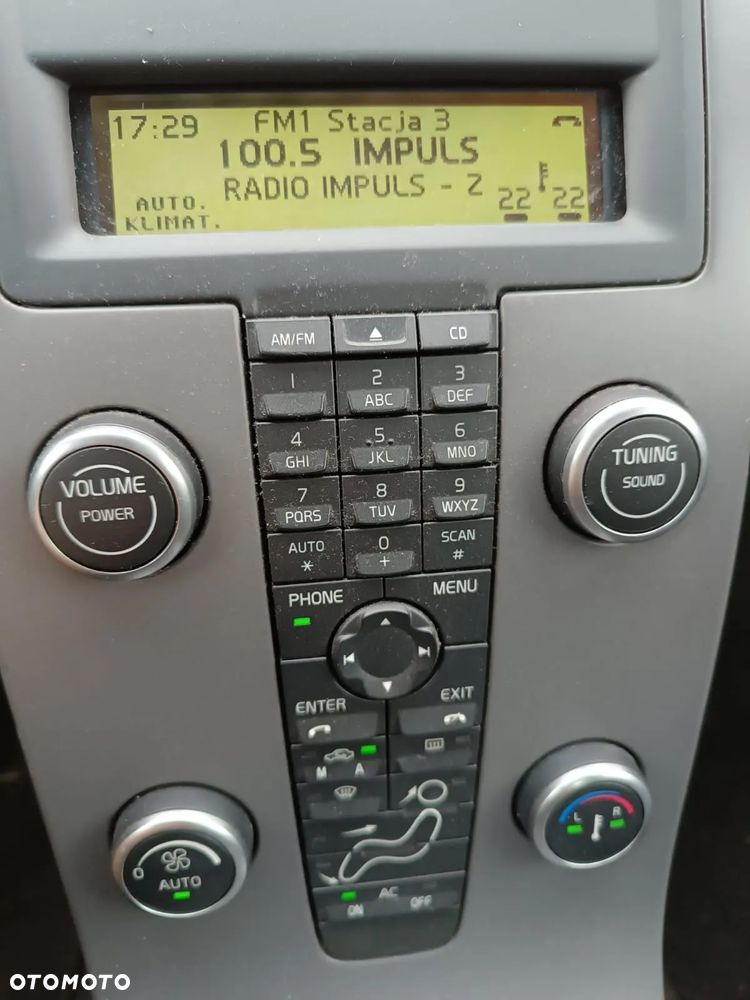 17:29 FM1 Stacja 3
100.5 IMPULS
RADIO IMPULS - Z
AUTO. 22 22
KLIMAT.
AM/FM CD
1 2 3
ABC DEF
4 5 6
GHI JKL MNO
7 8 9
PQRS TUV WXYZ
AUTO 0 SCAN
* + #
VOLUME
POWER
TUNING
SOUND
PHONE MENU
ENTER EXIT
M A
0
AUTO
L R
AC
ON OFF
OTOMOTO